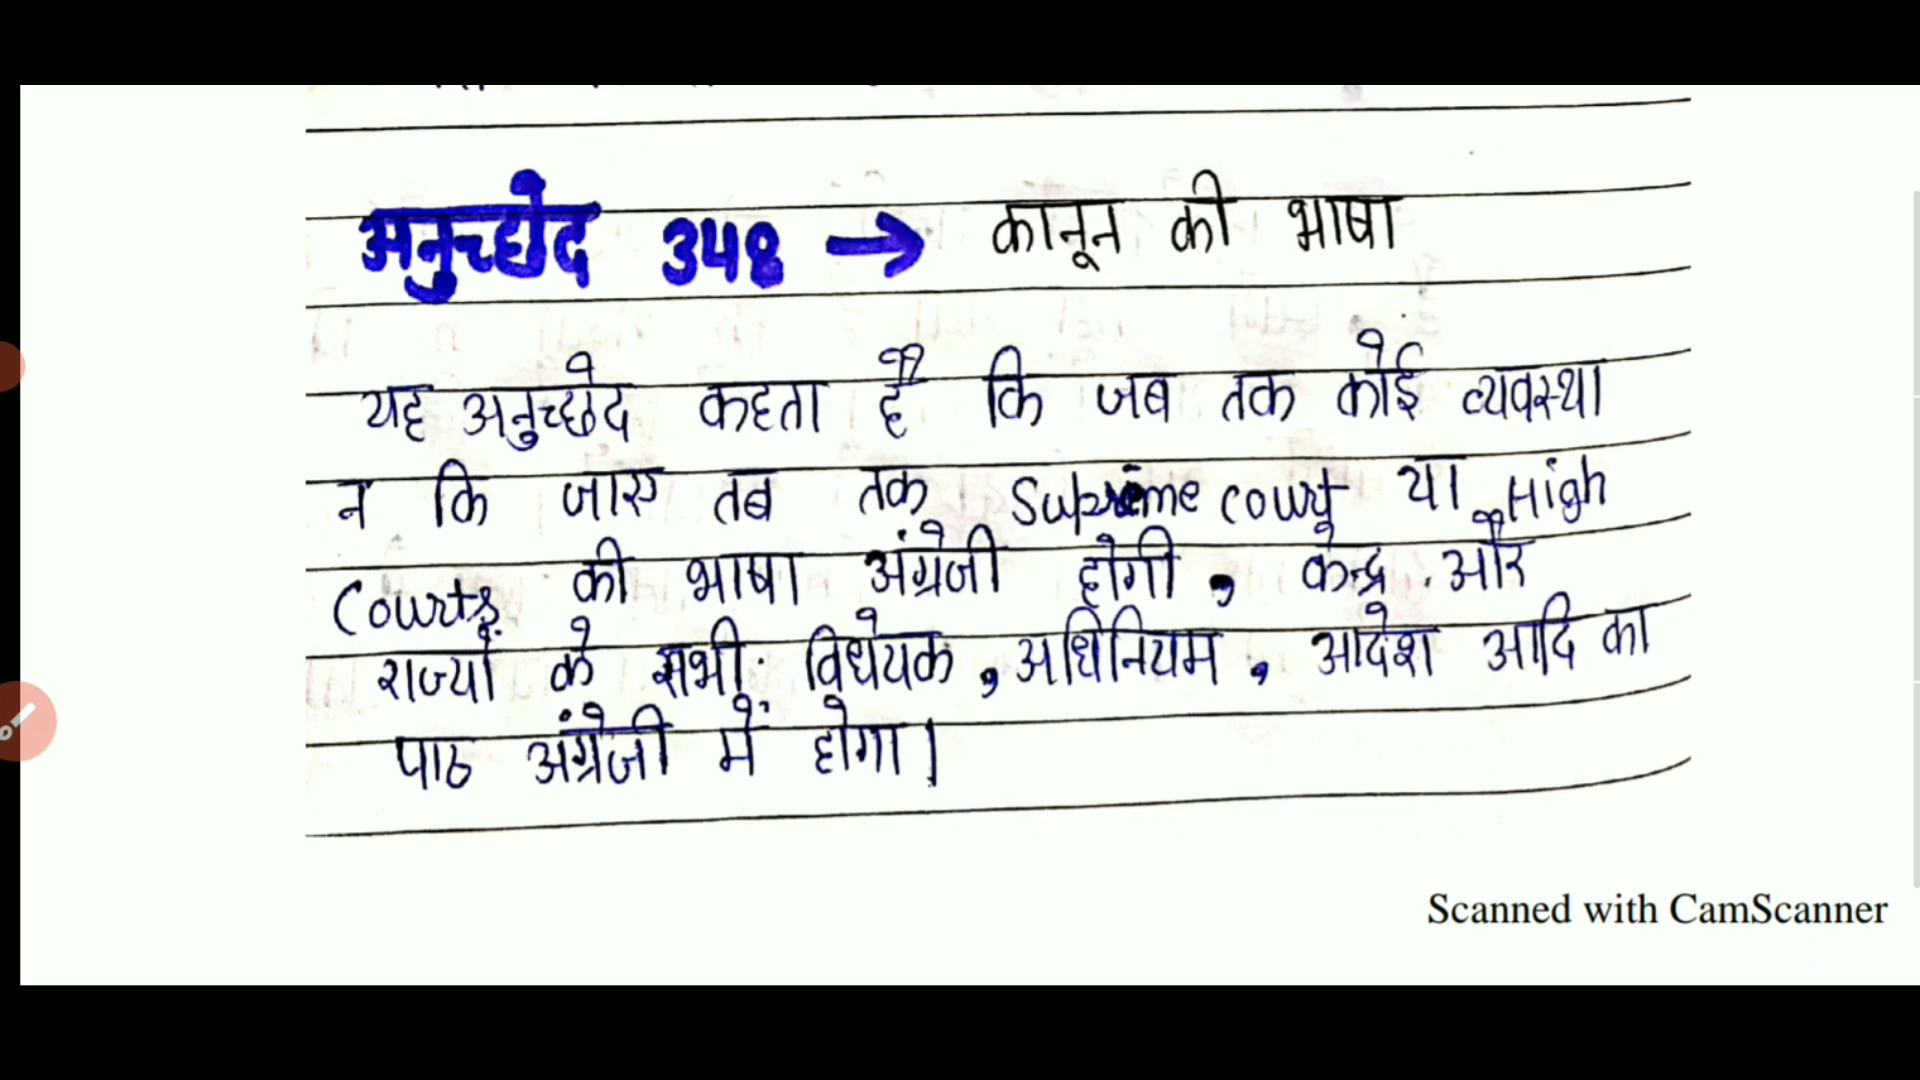 अनुच्छेद 348 → कानून की भाषा
यह अनुच्छेद कहता है कि जब तक कोई व्यवस्था
न कि जाए तब तक Supreme court या High
Courts की भाषा अंग्रेजी होगी, केन्द्र और
राज्यों के सभी विधेयक, अधिनियम, आदेश आदि का
पाठ अंग्रेजी में होगा।
Scanned with CamScanner